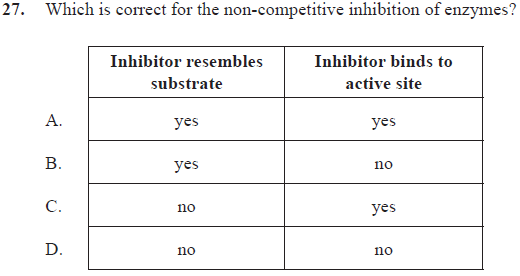 27. Which is correct for the non-competitive inhibition of enzymes?
Inhibitor resembles substrate Inhibitor binds to active site
A. yes yes
B. yes no
C. no yes
D. no no